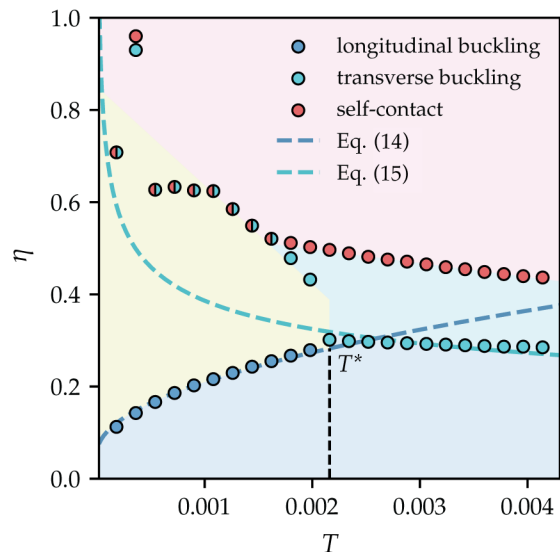 1.0
0.8
0.6
0.4
0.2
0.0
η
longitudinal buckling
transverse buckling
self-contact
Eq. (14)
Eq. (15)
T*
0.001
0.002
0.003
0.004
T